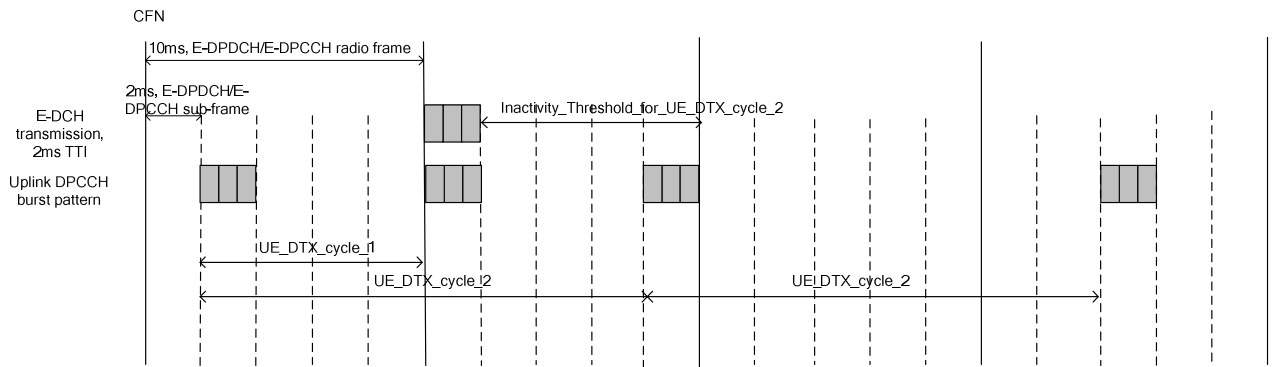 CFN
10ms, E-DPDCH/E-DPCCH radio frame
2ms, E-DPDCH/E-
DPCCH sub-frame
E-DCH
transmission,
2ms TTI
Inactivity_Threshold_for_UE_DTX_cycle_2
Uplink DPCCH
burst pattern
UE_DTX_cycle_1
UE_DTX_cycle_2
UE_DTX_cycle_2